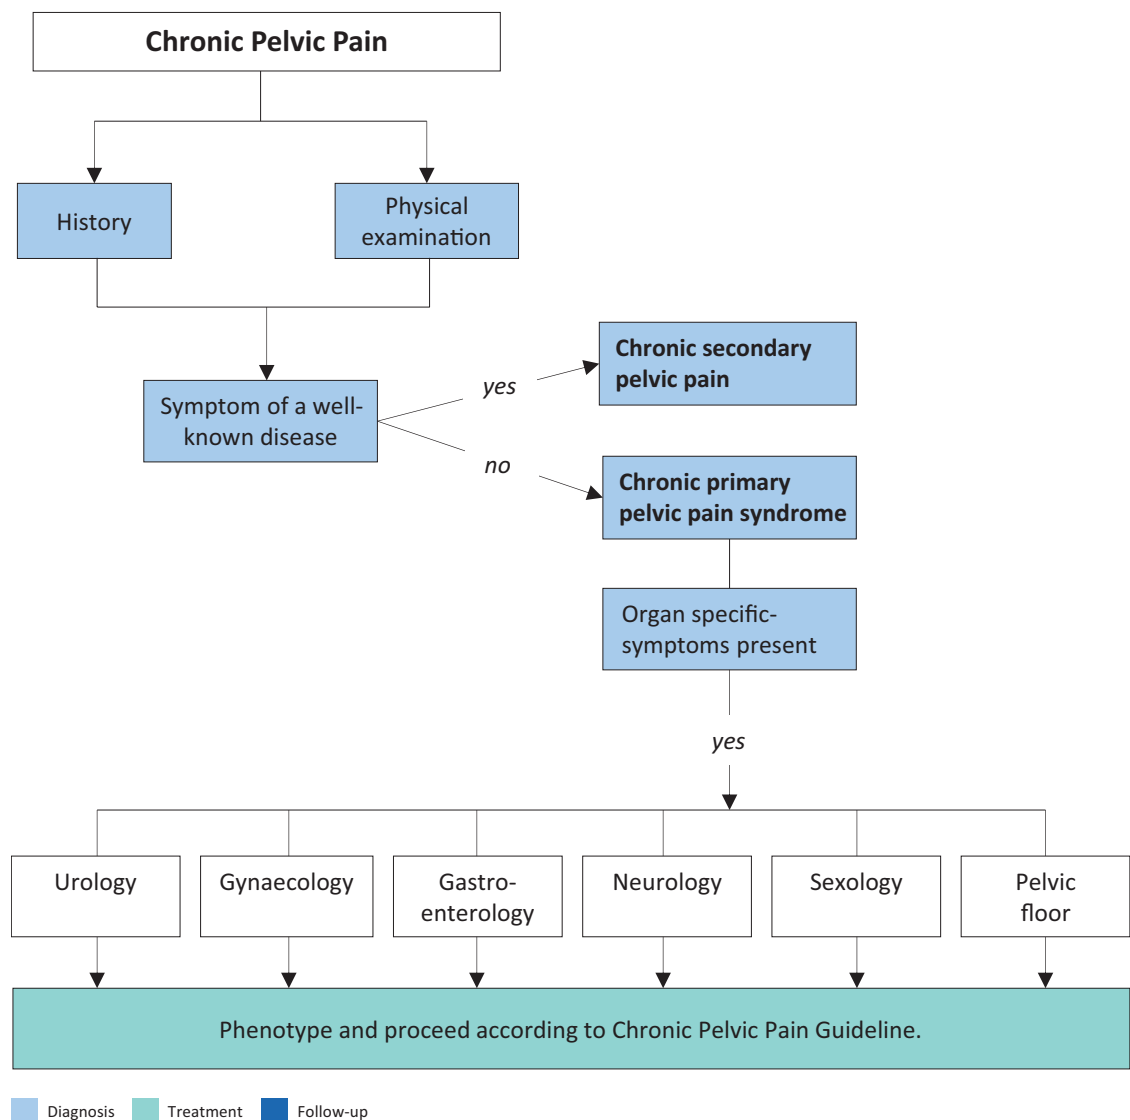 Chronic Pelvic Pain
History
Physical
examination
Symptom of a well-
known disease
yes
Chronic secondary
pelvic pain
no
Chronic primary
pelvic pain syndrome
Organ specific-
symptoms present
yes
Urology
Gynaecology
Gastro-
enterology
Neurology
Sexology
Pelvic
floor
Phenotype and proceed according to Chronic Pelvic Pain Guideline.
Diagnosis
Treatment
Follow-up